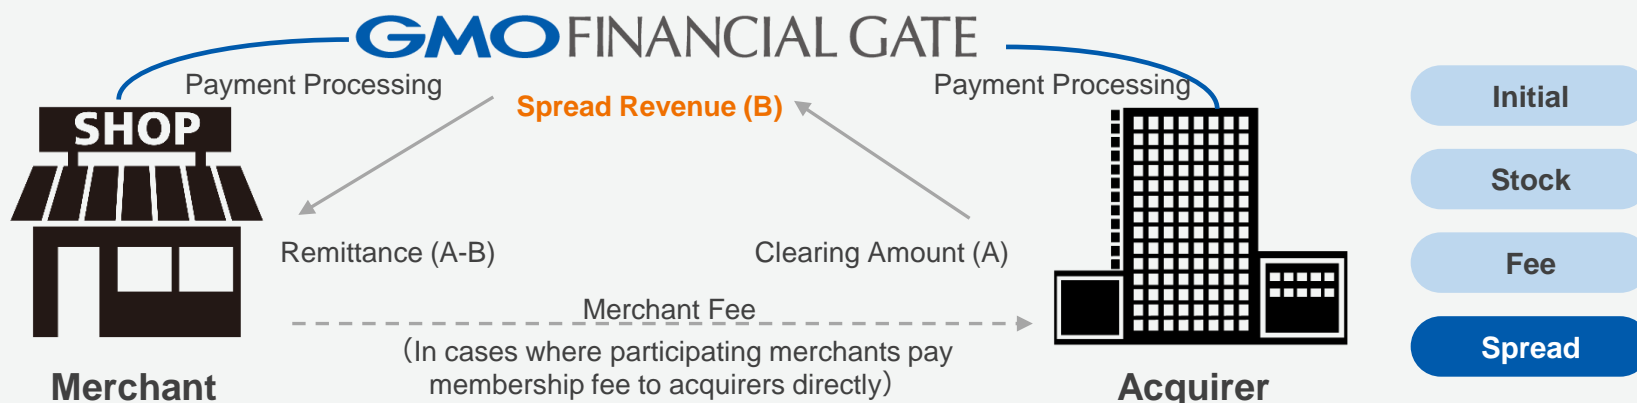 GMO FINANCIAL GATE
Payment Processing
Payment Processing
Spread Revenue (B)
SHOP
Remittance (A-B)
Clearing Amount (A)
Merchant Fee
（In cases where participating merchants pay
membership fee to acquirers directly）
Merchant
Acquirer
Initial
Stock
Fee
Spread